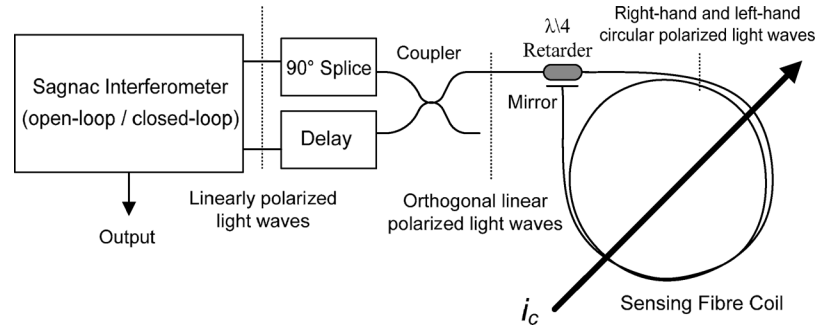 Right-hand and left-hand
circular polarized light waves
λ\4
Retarder
Coupler
90° Splice
Sagnac Interferometer
(open-loop / closed-loop)
Mirror
Delay
Linearly polarized
light waves
Orthogonal linear
polarized light waves
Output
i_c
Sensing Fibre Coil